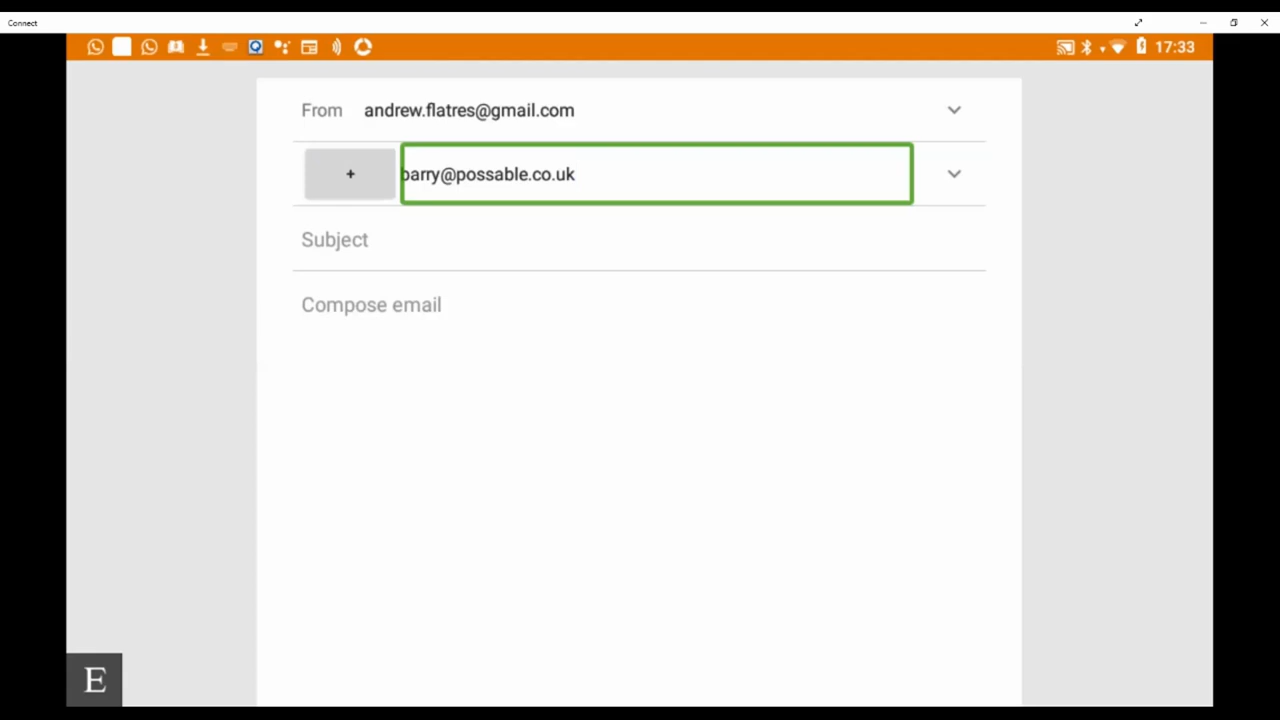 Connect
17:33
From andrew.flatres@gmail.com
+ barry@possable.co.uk
Subject
Compose email
E